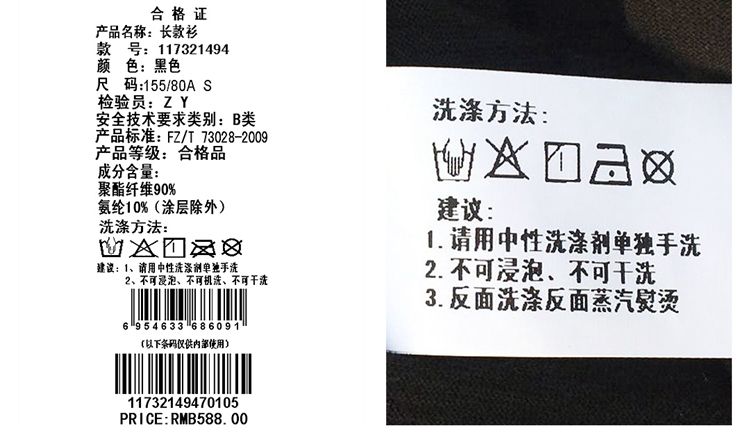 合格证
产品名称：长款衫
款 号：117321494
颜 色：黑色
尺 码:155/80A S
检验员：Z Y
安全技术要求类别：B类
产品标准：FZ/T 73028-2009
产品等级：合格品
成分含量：
聚酯纤维90%
氨纶10%（涂层除外）
洗涤方法：
建议：1、请用中性洗涤剂单独手洗
2、不可浸泡、不可机洗、不可干洗
6 954633 686091
（以下条码仅供内部使用）
11732149470105
PRICE:RMB588.00
洗涤方法:
建议:
1.请用中性洗涤剂单独手洗
2.不可浸泡、不可干洗
3.反面洗涤反面蒸汽熨烫